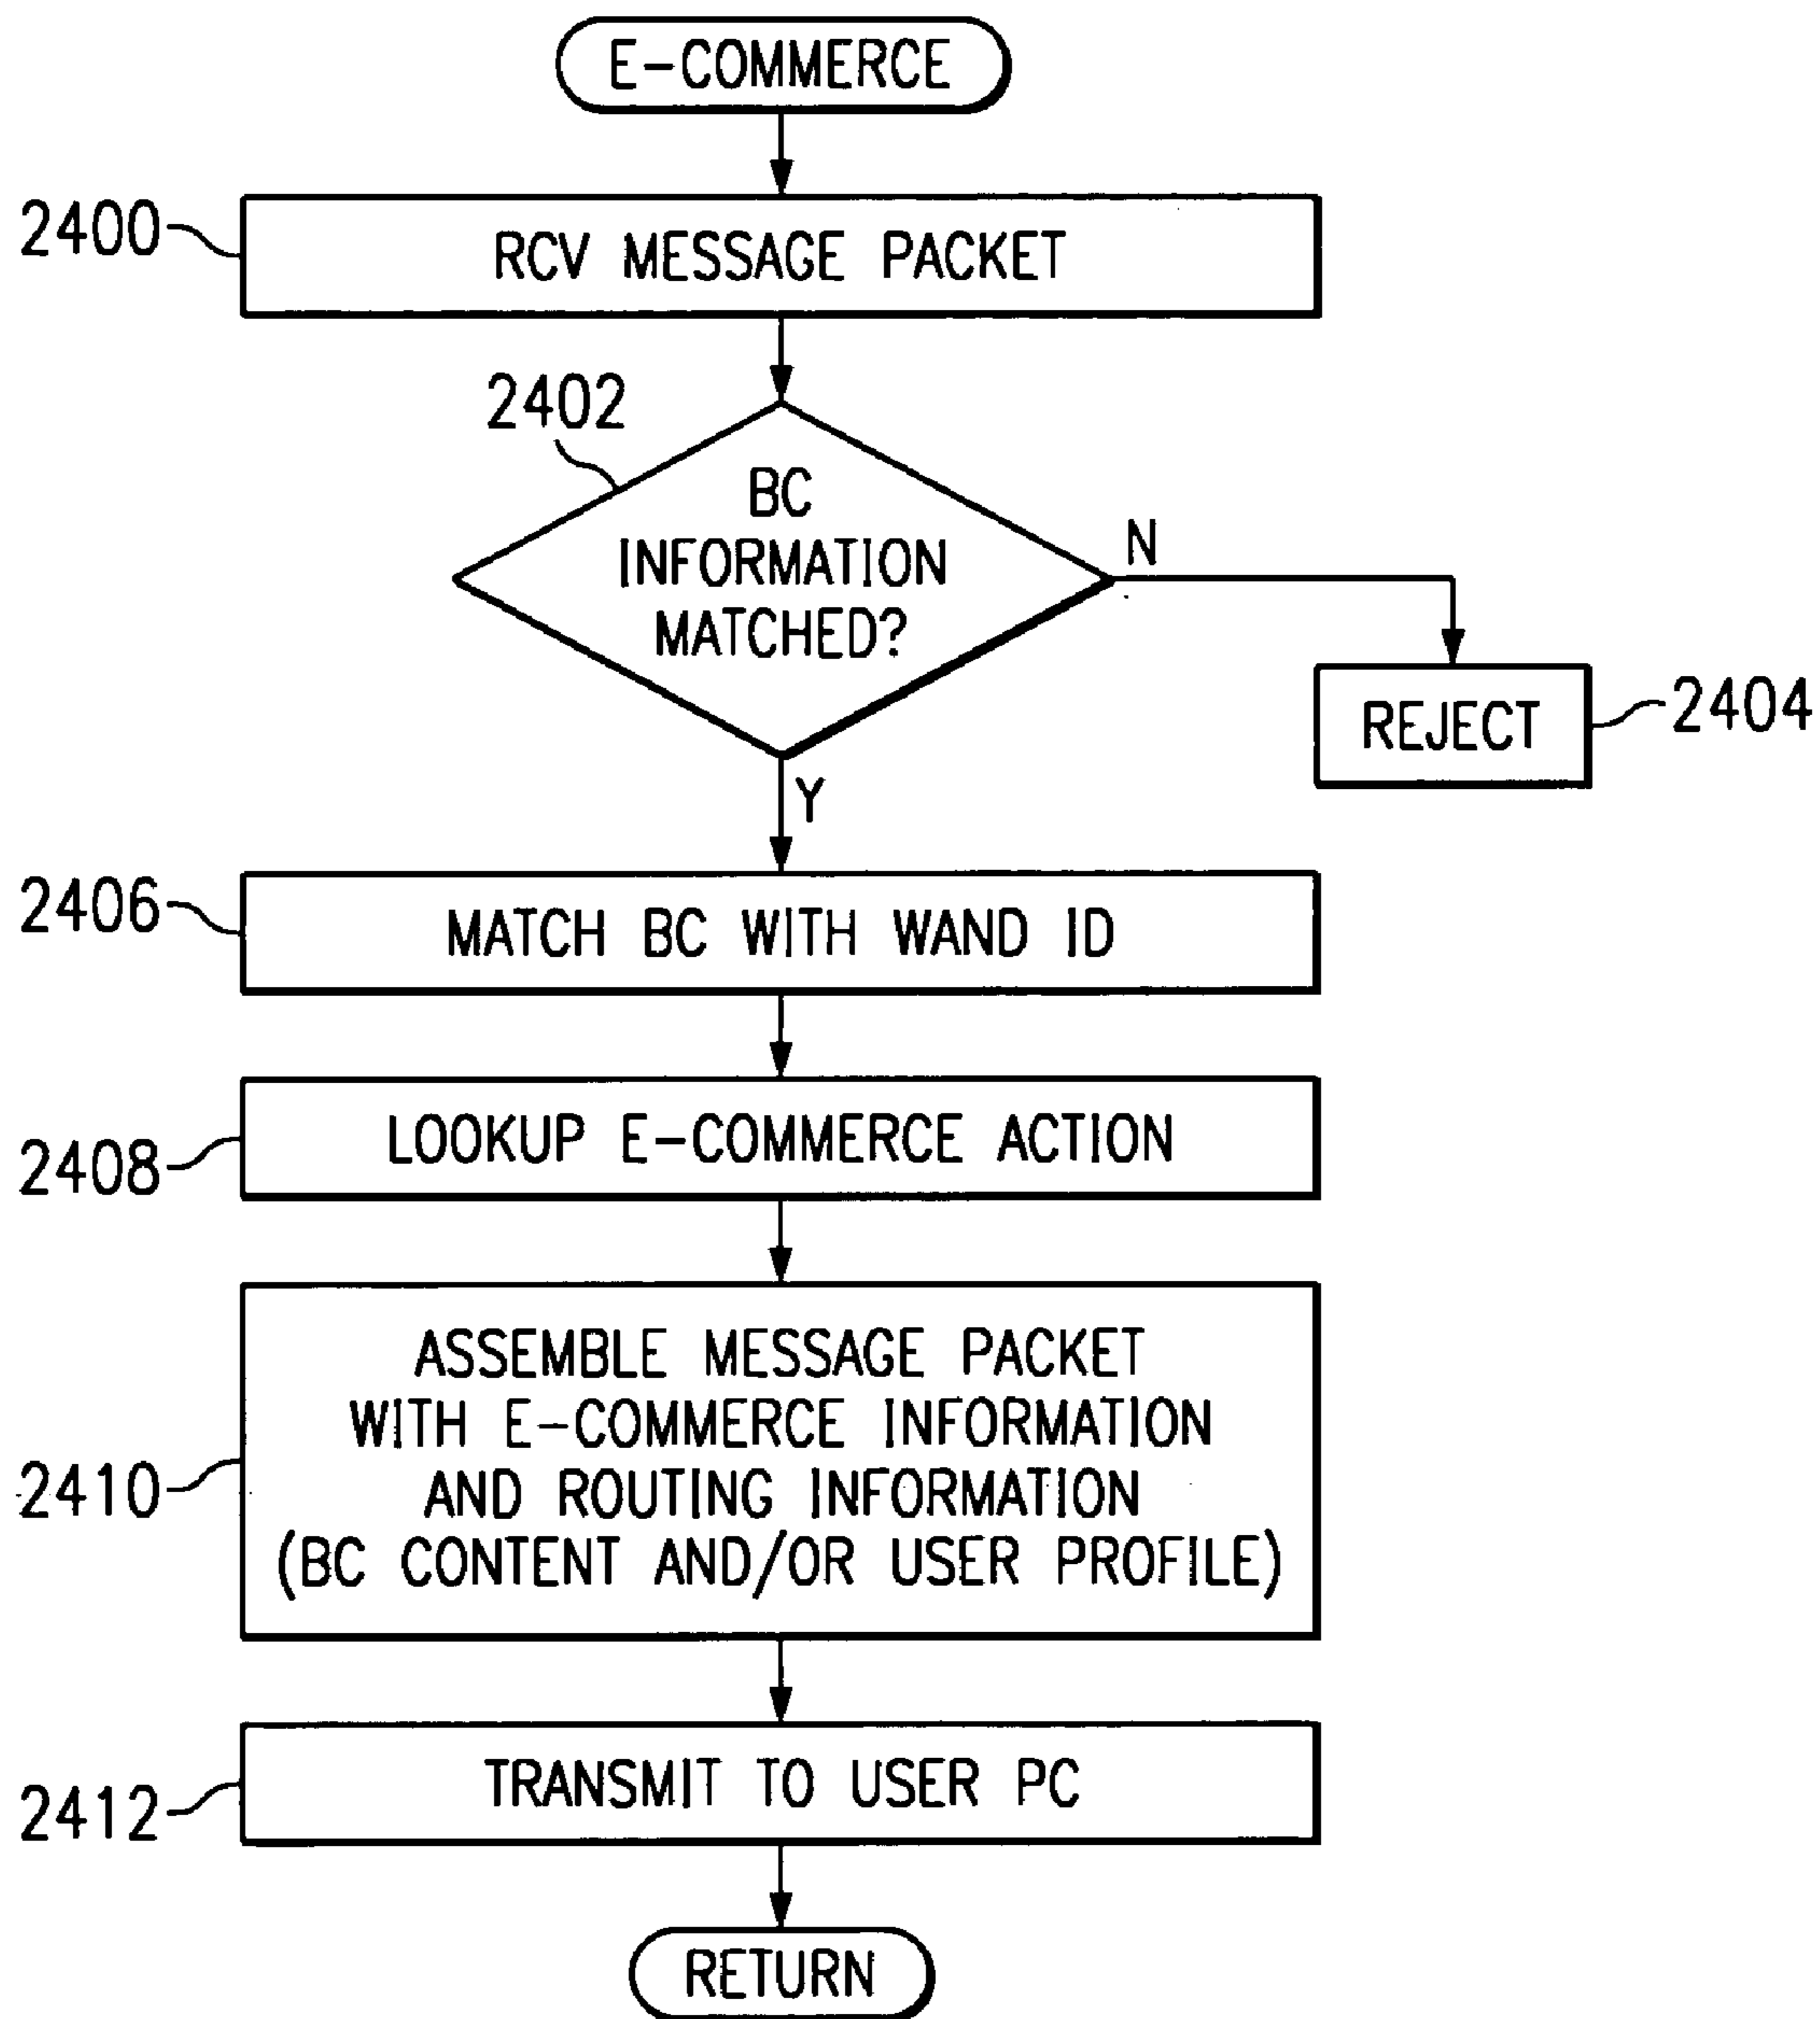 E-COMMERCE
2400
RCV MESSAGE PACKET
2402
BC
INFORMATION
MATCHED?
N
REJECT
2404
Y
2406
MATCH BC WITH WAND ID
2408
LOOKUP E-COMMERCE ACTION
2410
ASSEMBLE MESSAGE PACKET
WITH E-COMMERCE INFORMATION
AND ROUTING INFORMATION
(BC CONTENT AND/OR USER PROFILE)
2412
TRANSMIT TO USER PC
RETURN